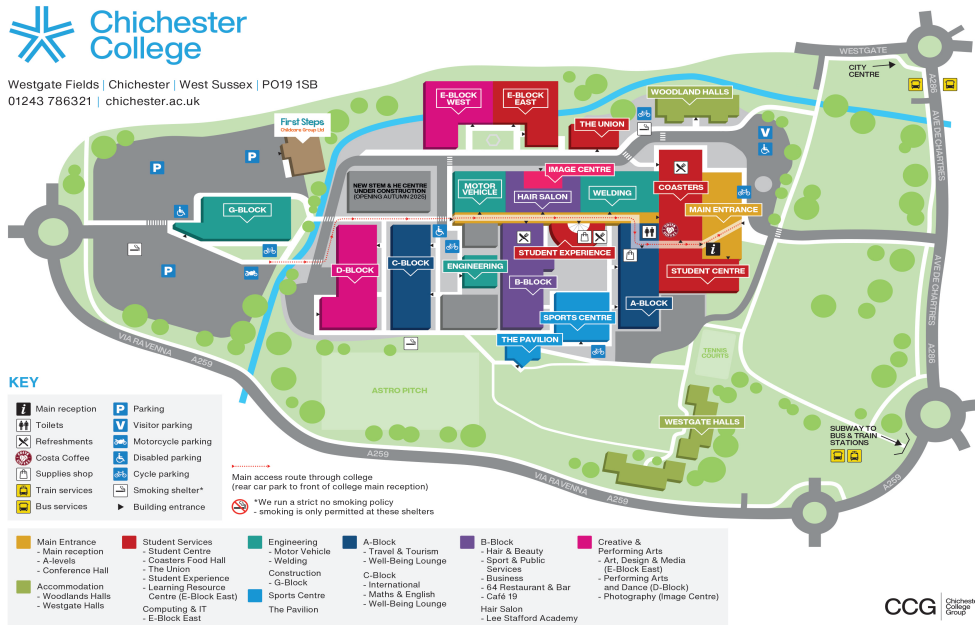 Chichester
College
Westgate Fields | Chichester | West Sussex | PO19 1SB
01243 786321 | chichester.ac.uk
WESTGATE
CITY
CENTRE
A286
AVE DE CHARTRES
AVE DE CHARTRES
A286
First Steps
Childcare Group Ltd
E-BLOCK
WEST
E-BLOCK
EAST
THE UNION
WOODLAND HALLS
V
P
P
P
NEW STEM & HE CENTRE
UNDER CONSTRUCTION
(OPENING AUTUMN 2025)
MOTOR
VEHICLE
IMAGE CENTRE
HAIR SALON
WELDING
COASTERS
MAIN ENTRANCE
G-BLOCK
D-BLOCK
C-BLOCK
ENGINEERING
STUDENT EXPERIENCE
B-BLOCK
i
STUDENT CENTRE
A-BLOCK
SPORTS CENTRE
THE PAVILION
TENNIS
COURTS
ASTRO PITCH
WESTGATE HALLS
VIA RAVENNA
A259
A259
VIA RAVENNA
A259
A259
SUBWAY TO
BUS & TRAIN
STATIONS
KEY
i Main reception
Toilets
Refreshments
Costa Coffee
Supplies shop
Train services
Bus services
P Parking
V Visitor parking
Motorcycle parking
Disabled parking
Cycle parking
Smoking shelter*
Building entrance
Main access route through college
(rear car park to front of college main reception)
*We run a strict no smoking policy
- smoking is only permitted at these shelters
Main Entrance
- Main reception
- A-levels
- Conference Hall
Accommodation
- Woodlands Halls
- Westgate Halls
Student Services
- Student Centre
- Coasters Food Hall
- The Union
- Student Experience
- Learning Resource
Centre (E-Block East)
Computing & IT
- E-Block East
Engineering
- Motor Vehicle
- Welding
Construction
- G-Block
Sports Centre
The Pavilion
A-Block
- Travel & Tourism
- Well-Being Lounge
C-Block
- International
- Maths & English
- Well-Being Lounge
B-Block
- Hair & Beauty
- Sport & Public
Services
- Business
- 64 Restaurant & Bar
- Café 19
Hair Salon
- Lee Stafford Academy
Creative &
Performing Arts
- Art, Design & Media
(E-Block East)
- Performing Arts
and Dance (D-Block)
- Photography (Image Centre)
CCG
Chichester
College
Group